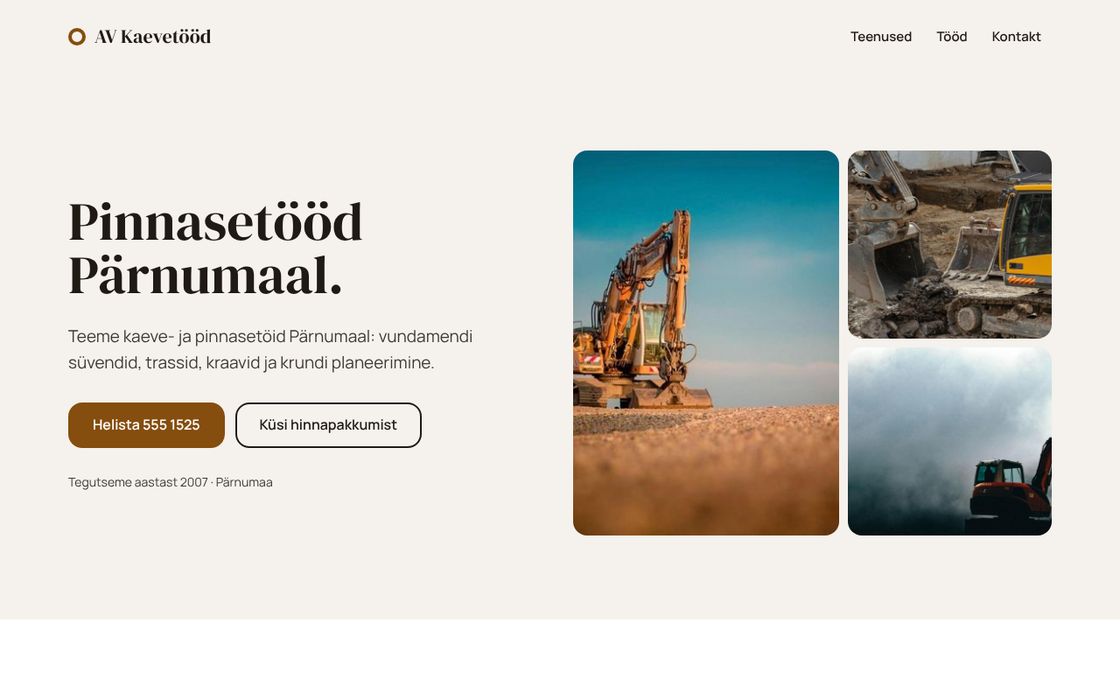 AV Kaevetööd
Teenused
Tööd
Kontakt
Pinnasetööd
Pärnumaal.
Teeme kaeve- ja pinnasetöid Pärnumaal: vundamendi
süvendid, trassid, kraavid ja krundi planeerimine.
Helista 555 1525
Küsi hinnapakkumist
Tegutseme aastast 2007 · Pärnumaa